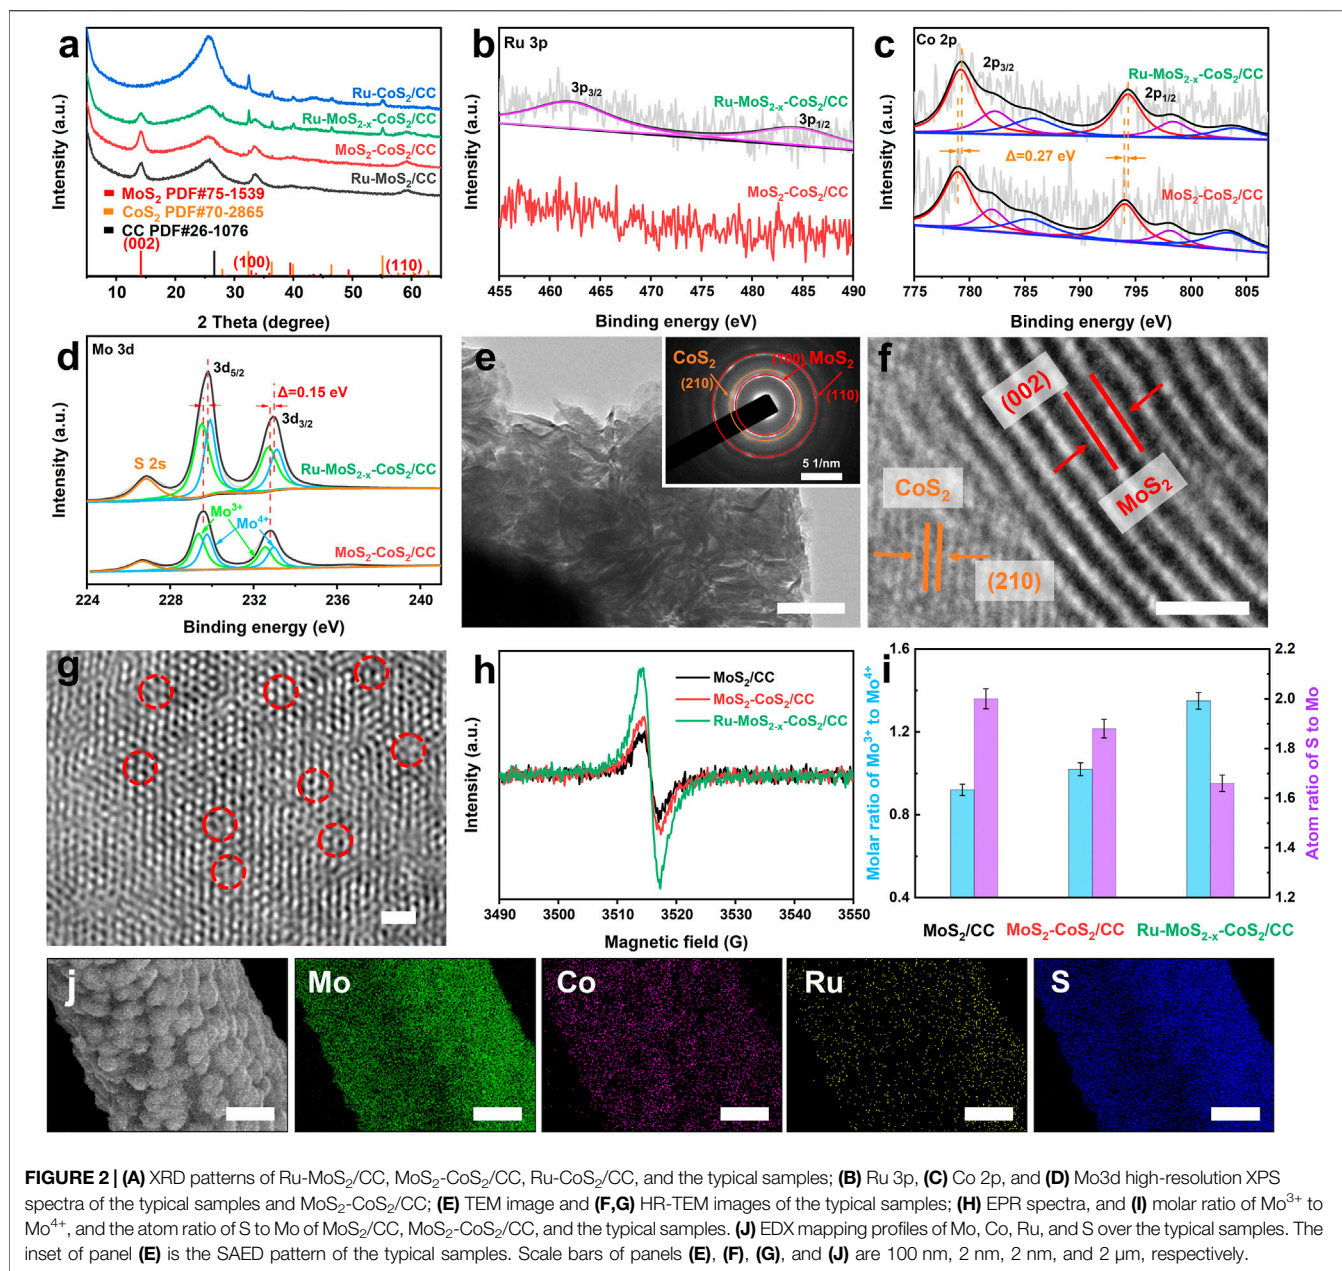 a
Intensity (a.u.)
Ru-CoS₂/CC
Ru-MoS₂₋ₓ-CoS₂/CC
MoS₂-CoS₂/CC
Ru-MoS₂/CC
MoS₂ PDF#75-1539
CoS₂ PDF#70-2865
CC PDF#26-1076
(002)
(100)
(110)
10 20 30 40 50 60
2 Theta (degree)
b
Ru 3p
Intensity (a.u.)
3p₃/₂
Ru-MoS₂₋ₓ-CoS₂/CC
3p₁/₂
MoS₂-CoS₂/CC
455 460 465 470 475 480 485 490
Binding energy (eV)
c
Co 2p
Intensity (a.u.)
2p₃/₂
Ru-MoS₂₋ₓ-CoS₂/CC
2p₁/₂
Δ=0.27 eV
MoS₂-CoS₂/CC
775 780 785 790 795 800 805
Binding energy (eV)
d
Mo 3d
Intensity (a.u.)
3d₅/₂
Δ=0.15 eV
3d₃/₂
S 2s
Ru-MoS₂₋ₓ-CoS₂/CC
Mo³⁺
Mo⁴⁺
MoS₂-CoS₂/CC
224 228 232 236 240
Binding energy (eV)
e
CoS₂
(210)
(100)
MoS₂
(110)
5 1/nm
f
(002)
MoS₂
CoS₂
(210)
g
h
Intensity (a.u.)
MoS₂/CC
MoS₂-CoS₂/CC
Ru-MoS₂₋ₓ-CoS₂/CC
3490 3500 3510 3520 3530 3540 3550
Magnetic field (G)
i
Molar ratio of Mo³⁺ to Mo⁴⁺
1.6
1.2
0.8
0.4
2.2
2.0
1.8
1.6
1.4
1.2
Atom ratio of S to Mo
MoS₂/CC MoS₂-CoS₂/CC Ru-MoS₂₋ₓ-CoS₂/CC
j
Mo
Co
Ru
S
FIGURE 2 | (A) XRD patterns of Ru-MoS₂/CC, MoS₂-CoS₂/CC, Ru-CoS₂/CC, and the typical samples; (B) Ru 3p, (C) Co 2p, and (D) Mo3d high-resolution XPS
spectra of the typical samples and MoS₂-CoS₂/CC; (E) TEM image and (F,G) HR-TEM images of the typical samples; (H) EPR spectra, and (I) molar ratio of Mo³⁺ to
Mo⁴⁺, and the atom ratio of S to Mo of MoS₂/CC, MoS₂-CoS₂/CC, and the typical samples. (J) EDX mapping profiles of Mo, Co, Ru, and S over the typical samples. The
inset of panel (E) is the SAED pattern of the typical samples. Scale bars of panels (E), (F), (G), and (J) are 100 nm, 2 nm, 2 nm, and 2 μm, respectively.